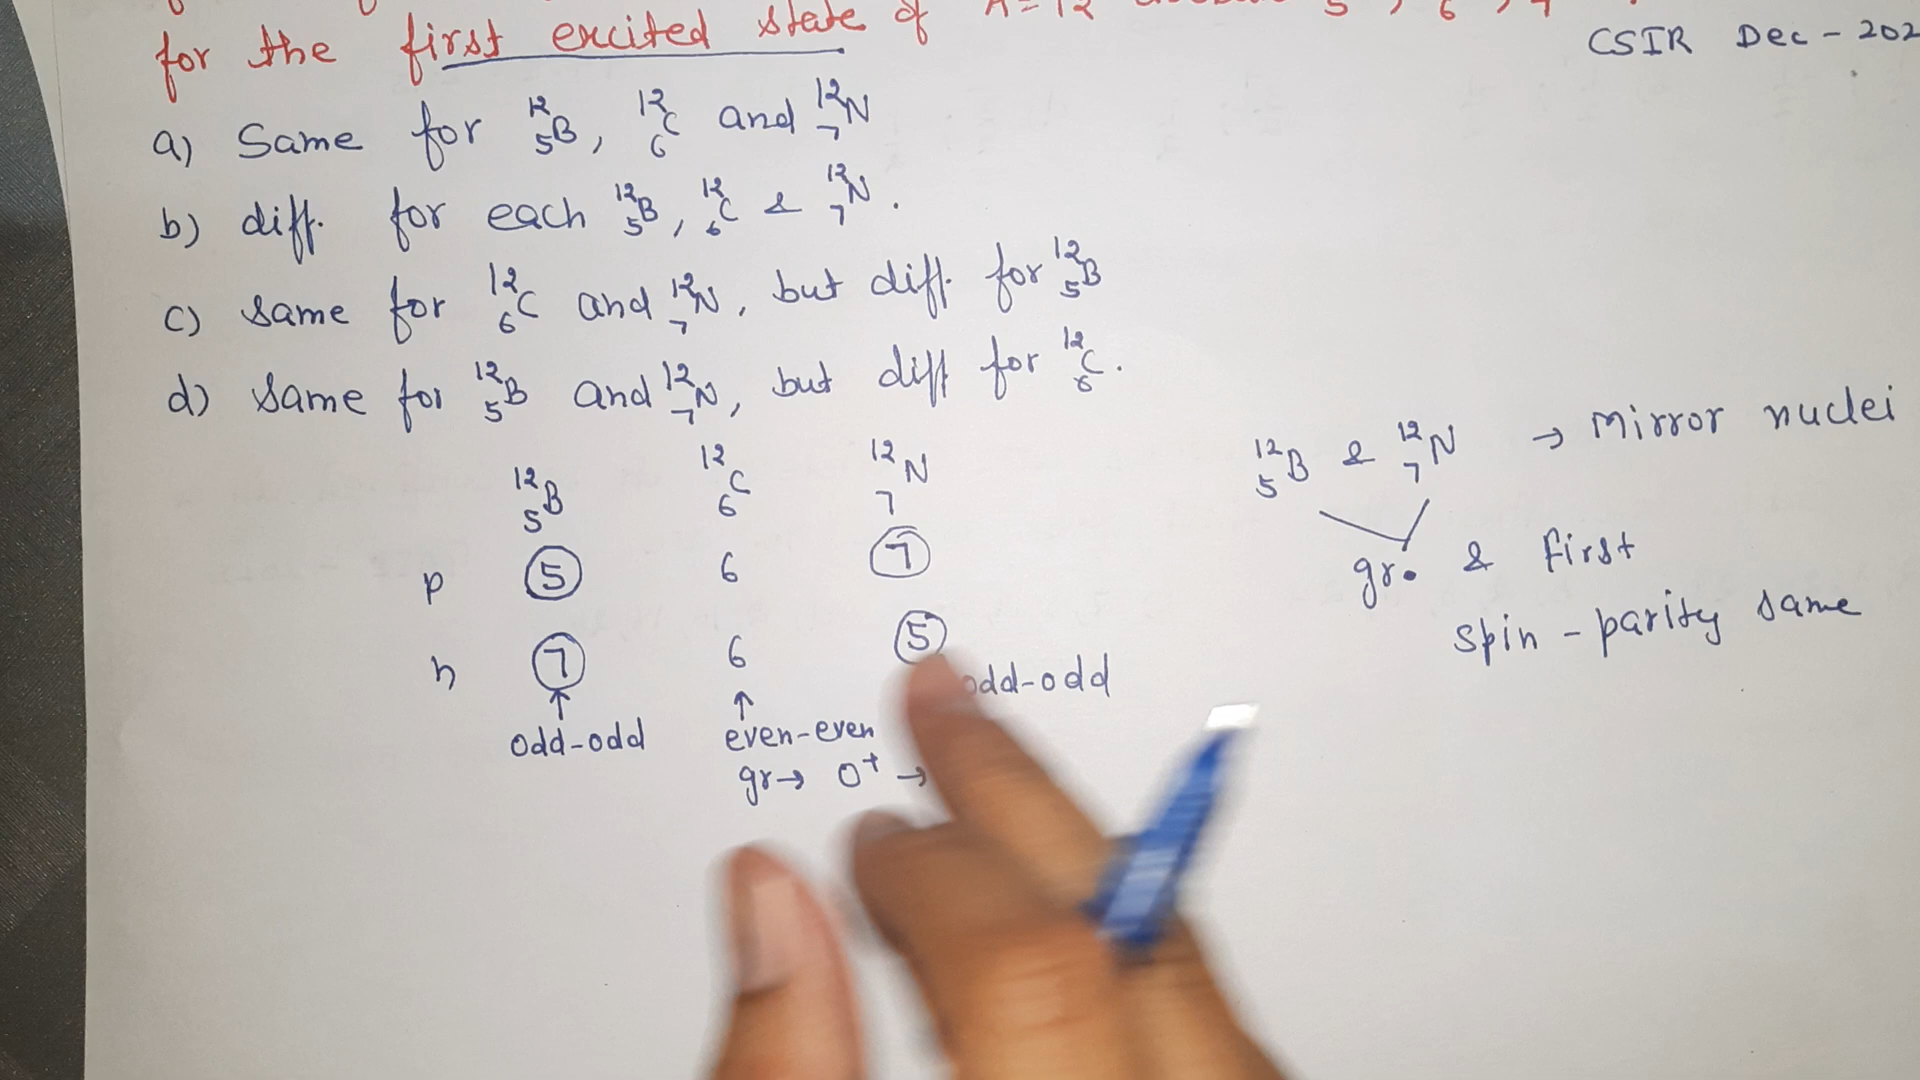 for the first excited state of A=12
CSIR Dec - 202
a) Same for ¹²₅B, ¹²₆C and ¹²₇N
b) diff. for each ¹²₅B, ¹²₆C & ¹²₇N.
c) same for ¹²₆C and ¹²₇N, but diff. for ¹²₅B
d) same for ¹²₅B and ¹²₇N, but diff for ¹²₆C.
¹²₅B ¹²₆C ¹²₇N
p 5 6 7
n 7 6 5
↑ ↑ odd-odd
odd-odd even-even
gr → 0⁺ →
¹²₅B & ¹²₇N → Mirror nuclei
gr. & first
spin - parity same